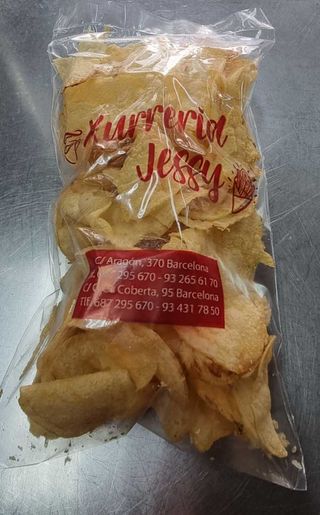 Xurreria
Jessy
C/ Aragón, 370 Barcelona
295 670 - 93 265 61 70
Coberta, 95 Barcelona
Tlf. 687 295 670 - 93 431 78 50